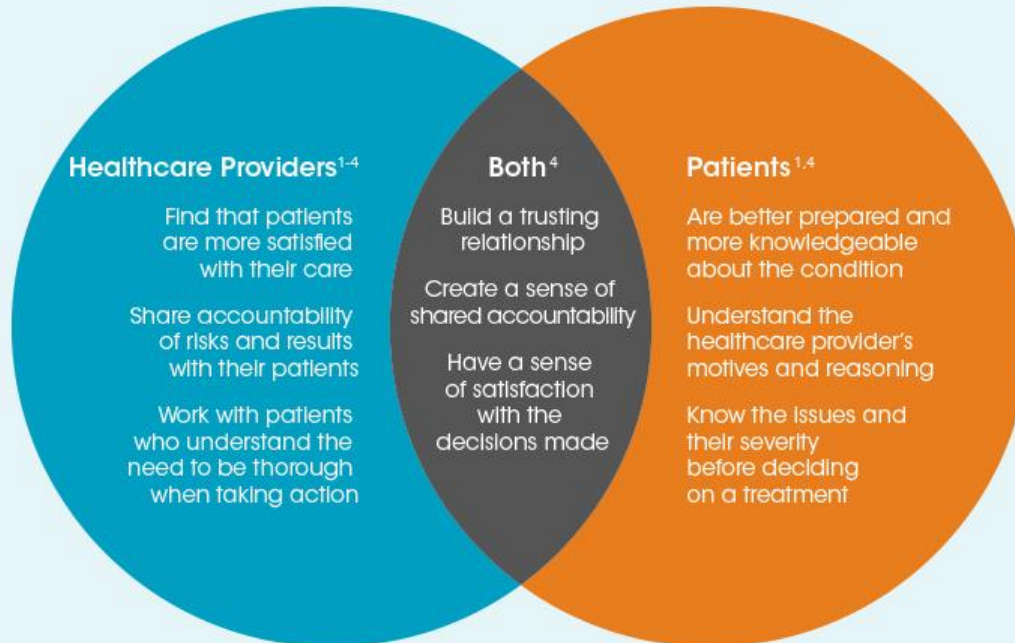 Healthcare Providers1-4
Find that patients
are more satisfied
with their care
Share accountability
of risks and results
with their patients
Work with patients
who understand the
need to be thorough
when taking action
Both4
Build a trusting
relationship
Create a sense of
shared accountability
Have a sense
of satisfaction
with the
decisions made
Patients1,4
Are better prepared and
more knowledgeable
about the condition
Understand the
healthcare provider's
motives and reasoning
Know the issues and
their severity
before deciding
on a treatment